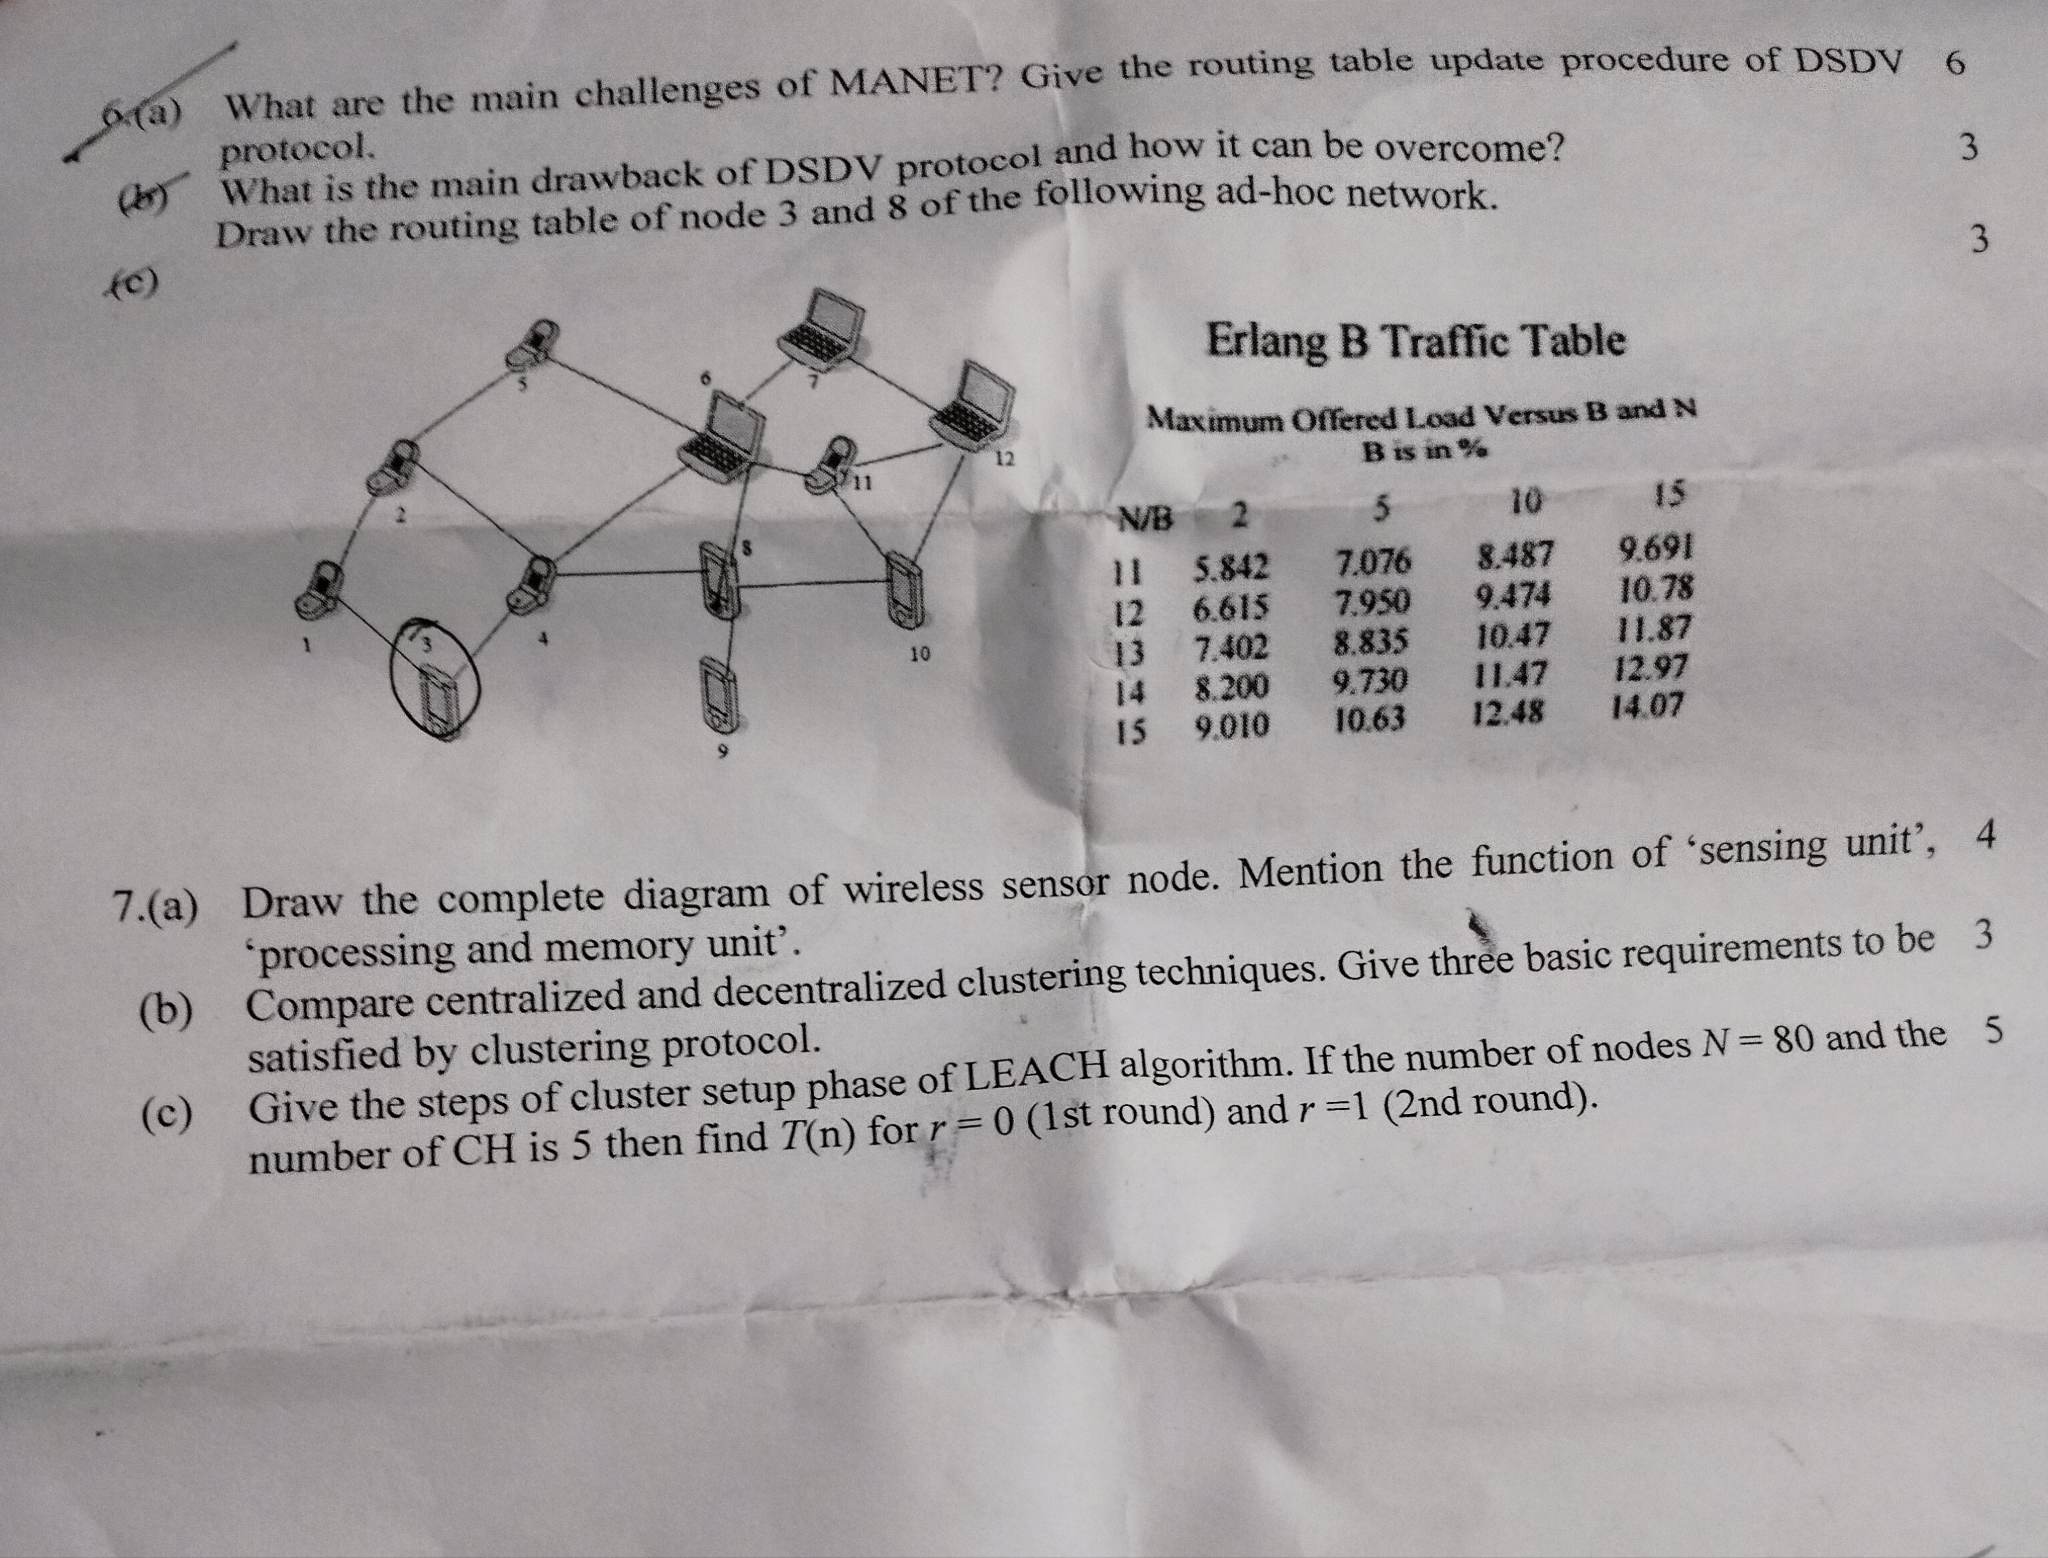 6.(a) What are the main challenges of MANET? Give the routing table update procedure of DSDV 6
protocol.
(b) What is the main drawback of DSDV protocol and how it can be overcome? 3
Draw the routing table of node 3 and 8 of the following ad-hoc network.
(c) 3
5
6
7
12
11
2
8
1
3
4
10
9
Erlang B Traffic Table
Maximum Offered Load Versus B and N
B is in %
N/B 2 5 10 15
11 5.842 7.076 8.487 9.691
12 6.615 7.950 9.474 10.78
13 7.402 8.835 10.47 11.87
14 8.200 9.730 11.47 12.97
15 9.010 10.63 12.48 14.07
7.(a) Draw the complete diagram of wireless sensor node. Mention the function of ‘sensing unit’, 4
‘processing and memory unit’.
(b) Compare centralized and decentralized clustering techniques. Give three basic requirements to be 3
satisfied by clustering protocol.
(c) Give the steps of cluster setup phase of LEACH algorithm. If the number of nodes N = 80 and the 5
number of CH is 5 then find T(n) for r = 0 (1st round) and r =1 (2nd round).